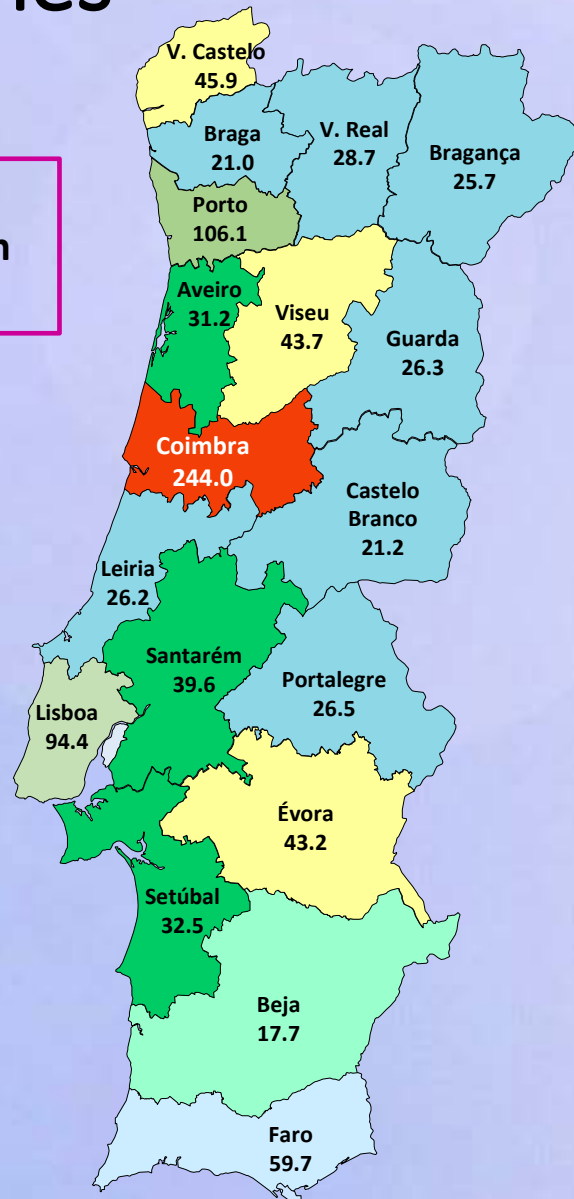 V. Castelo
45.9
Braga
21.0
V. Real
28.7
Bragança
25.7
Porto
106.1
Aveiro
31.2
Viseu
43.7
Guarda
26.3
Coimbra
244.0
Castelo
Branco
21.2
Leiria
26.2
Santarém
39.6
Portalegre
26.5
Lisboa
94.4
Évora
43.2
Setúbal
32.5
Beja
17.7
Faro
59.7